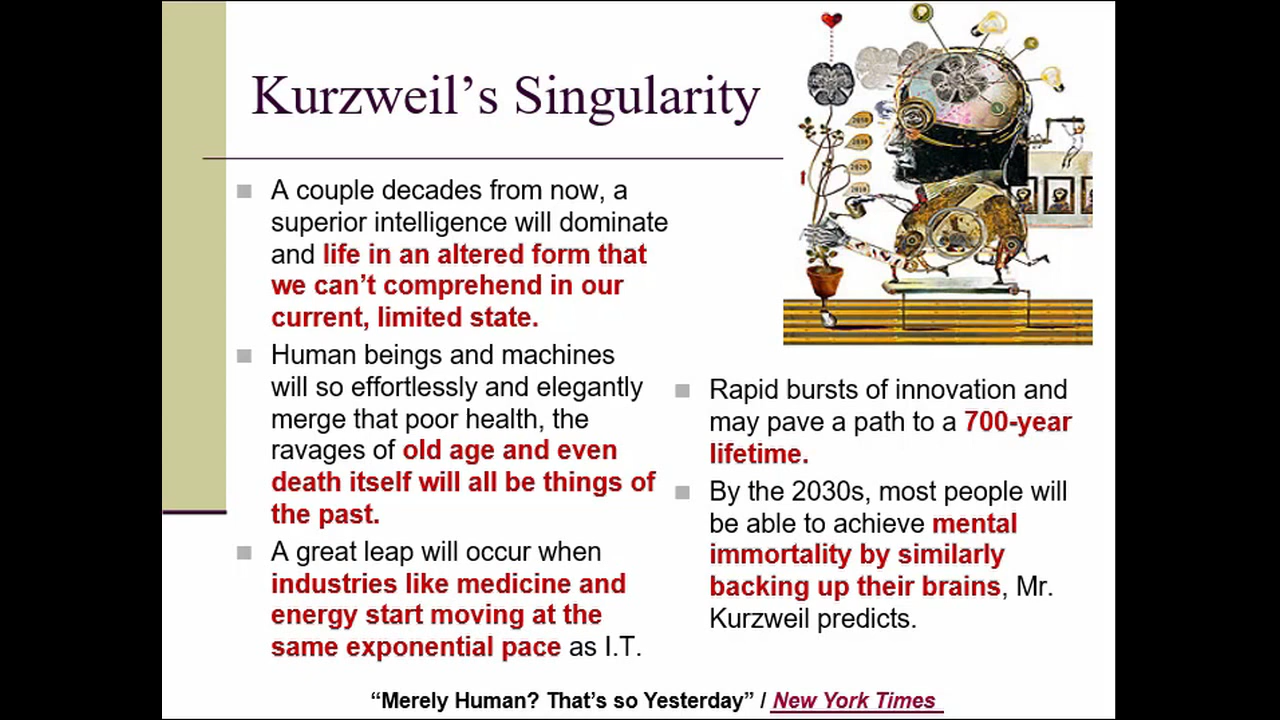 Kurzweil’s Singularity
A couple decades from now, a
superior intelligence will dominate
and life in an altered form that
we can’t comprehend in our
current, limited state.
Human beings and machines
will so effortlessly and elegantly
merge that poor health, the
ravages of old age and even
death itself will all be things of
the past.
A great leap will occur when
industries like medicine and
energy start moving at the
same exponential pace as I.T.
2050
2030
2020
2010
Rapid bursts of innovation and
may pave a path to a 700-year
lifetime.
By the 2030s, most people will
be able to achieve mental
immortality by similarly
backing up their brains, Mr.
Kurzweil predicts.
“Merely Human? That’s so Yesterday” / New York Times